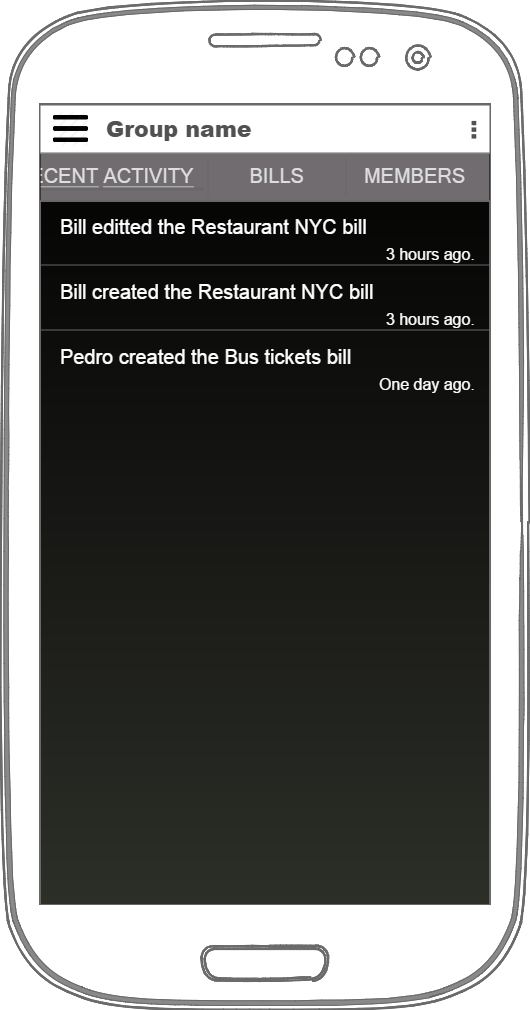 Group name
ECENT ACTIVITY BILLS MEMBERS
Bill editted the Restaurant NYC bill
3 hours ago.
Bill created the Restaurant NYC bill
3 hours ago.
Pedro created the Bus tickets bill
One day ago.